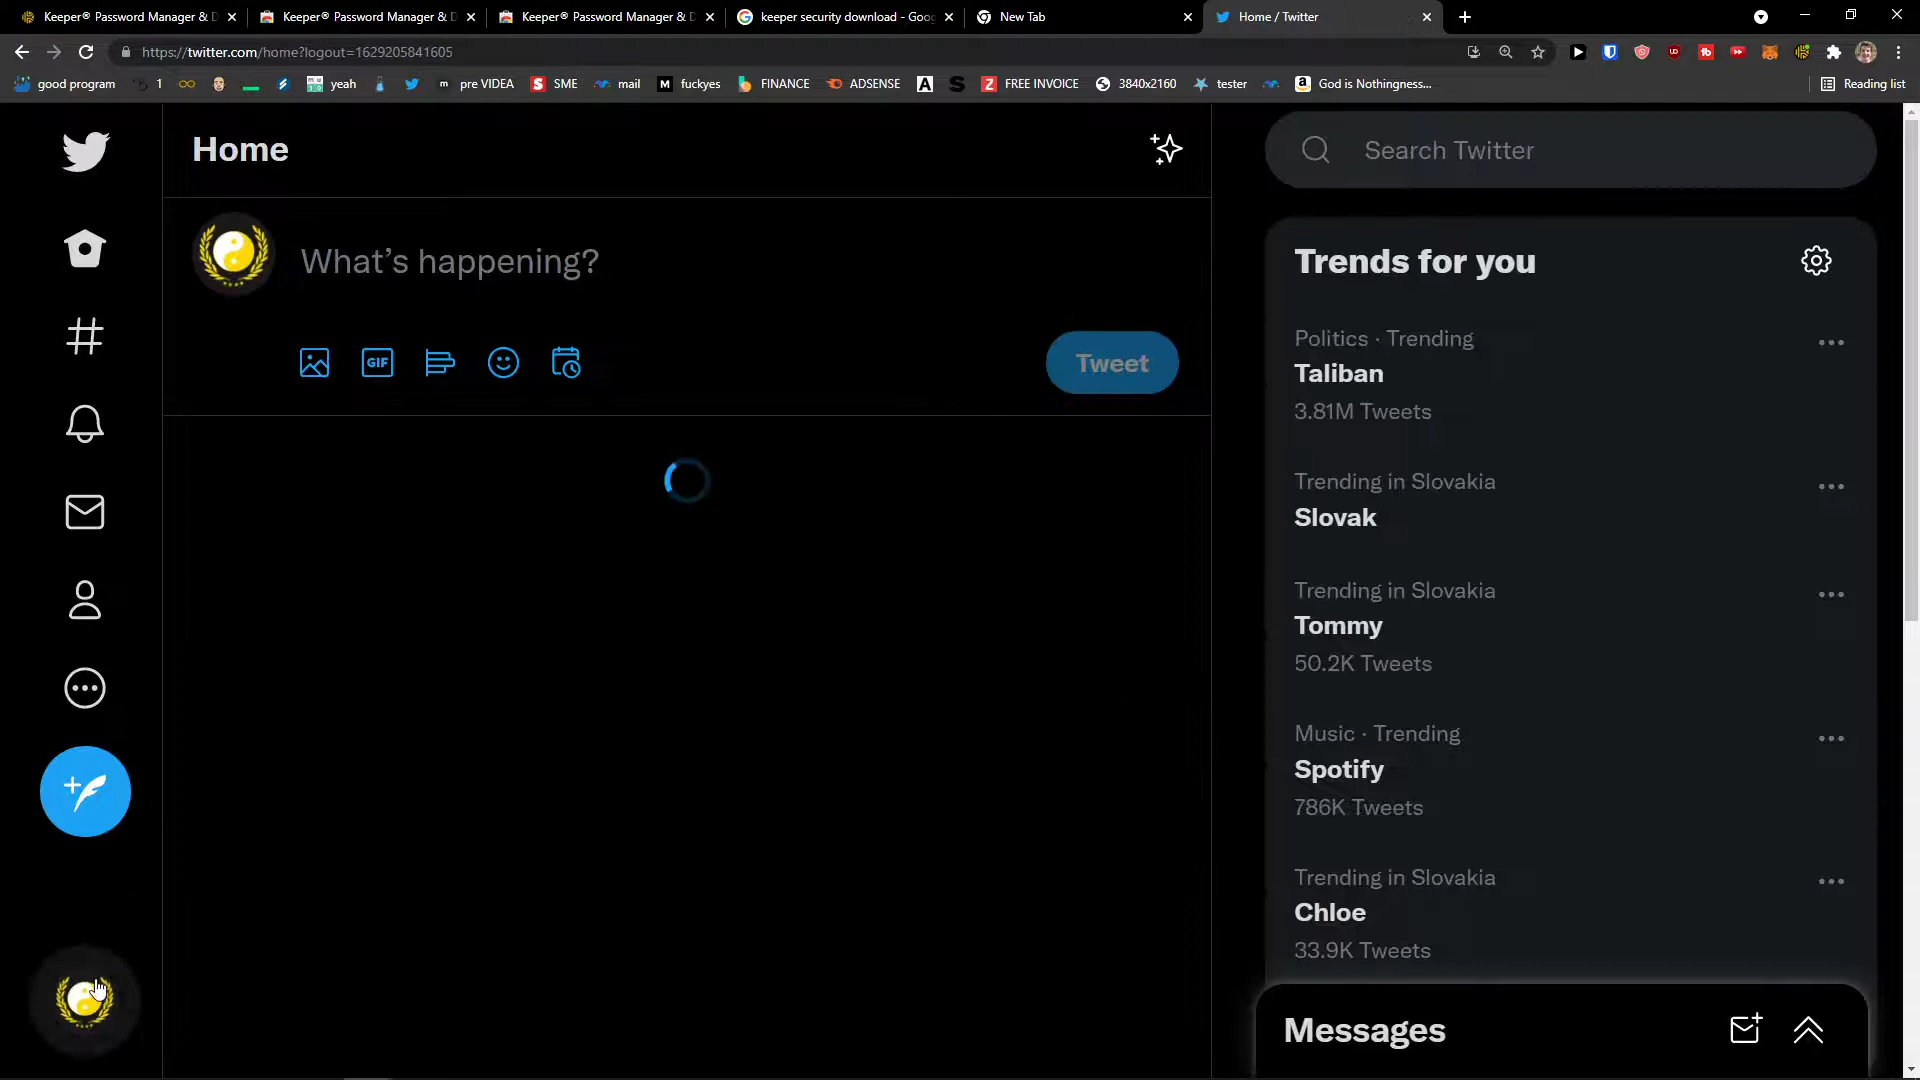 Keeper® Password Manager & D
Keeper® Password Manager & D
Keeper® Password Manager & D
keeper security download - Goog
New Tab
Home / Twitter
https://twitter.com/home?logout=1629205841605
good program
1
yeah
pre VIDEA
SME
mail
fuckyes
FINANCE
ADSENSE
FREE INVOICE
3840x2160
tester
God is Nothingness...
Reading list
Home
What's happening?
GIF
Tweet
Search Twitter
Trends for you
Politics · Trending
Taliban
3.81M Tweets
Trending in Slovakia
Slovak
Trending in Slovakia
Tommy
50.2K Tweets
Music · Trending
Spotify
786K Tweets
Trending in Slovakia
Chloe
33.9K Tweets
Messages